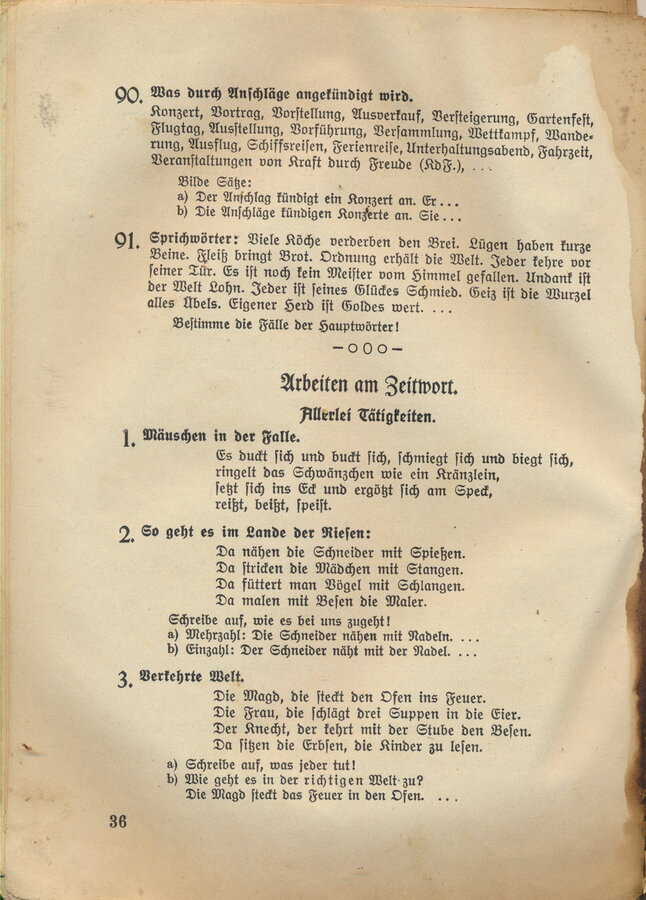 90. Was durch Anschläge angekündigt wird.
Konzert, Vortrag, Vorstellung, Ausverkauf, Versteigerung, Gartenfest,
Flugtag, Ausstellung, Vorführung, Versammlung, Wettkampf, Wande-
rung, Ausflug, Schiffsreisen, Ferienreise, Unterhaltungsabend, Fahrzeit,
Veranstaltungen von Kraft durch Freude (KdF.), ...
Bilde Sätze:
a) Der Anschlag kündigt ein Konzert an. Er ...
b) Die Anschläge kündigen Konzerte an. Sie ...
91. Sprichwörter: Viele Köche verderben den Brei. Lügen haben kurze
Beine. Fleiß bringt Brot. Ordnung erhält die Welt. Jeder kehre vor
seiner Tür. Es ist noch kein Meister vom Himmel gefallen. Undank ist
der Welt Lohn. Jeder ist seines Glückes Schmied. Geiz ist die Wurzel
alles Übels. Eigener Herd ist Goldes wert. ...
Bestimme die Fälle der Hauptwörter!
—o0o—
Arbeiten am Zeitwort.
Allerlei Tätigkeiten.
1. Mäuschen in der Falle.
Es duckt sich und buckt sich, schmiegt sich und biegt sich,
ringelt das Schwänzchen wie ein Kränzlein,
setzt sich ins Eck und ergötzt sich am Speck,
reißt, beißt, speist.
2. So geht es im Lande der Riesen:
Da nähen die Schneider mit Spießen.
Da stricken die Mädchen mit Stangen.
Da füttert man Vögel mit Schlangen.
Da malen mit Besen die Maler.
Schreibe auf, wie es bei uns zugeht!
a) Mehrzahl: Die Schneider nähen mit Nadeln. ...
b) Einzahl: Der Schneider näht mit der Nadel. ...
3. Verkehrte Welt.
Die Magd, die steckt den Ofen ins Feuer.
Die Frau, die schlägt drei Suppen in die Eier.
Der Knecht, der kehrt mit der Stube den Besen.
Da sitzen die Erbsen, die Kinder zu lesen.
a) Schreibe auf, was jeder tut!
b) Wie geht es in der richtigen Welt zu?
Die Magd steckt das Feuer in den Ofen. ...
36